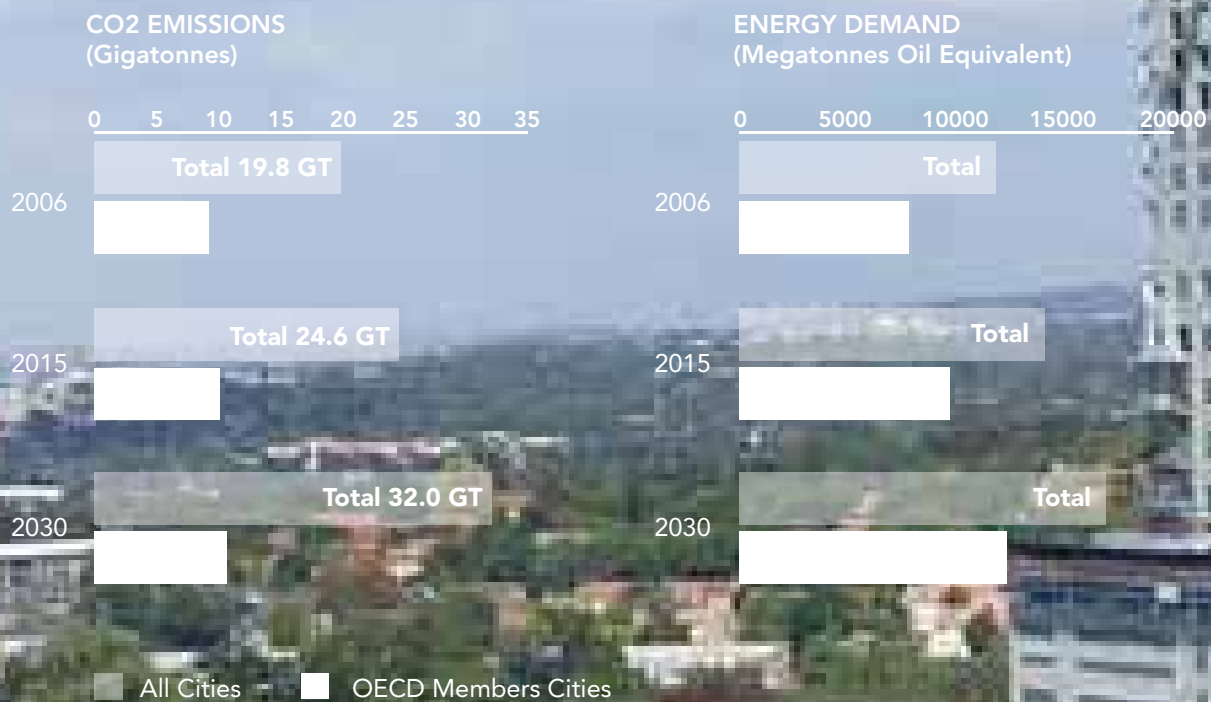 CO2 EMISSIONS
(Gigatonnes)
0 5 10 15 20 25 30 35
Total 19.8 GT
2006
Total 24.6 GT
2015
Total 32.0 GT
2030
ENERGY DEMAND
(Megatonnes Oil Equivalent)
0 5000 10000 15000 20000
Total
2006
Total
2015
Total
2030
All Cities
OECD Members Cities